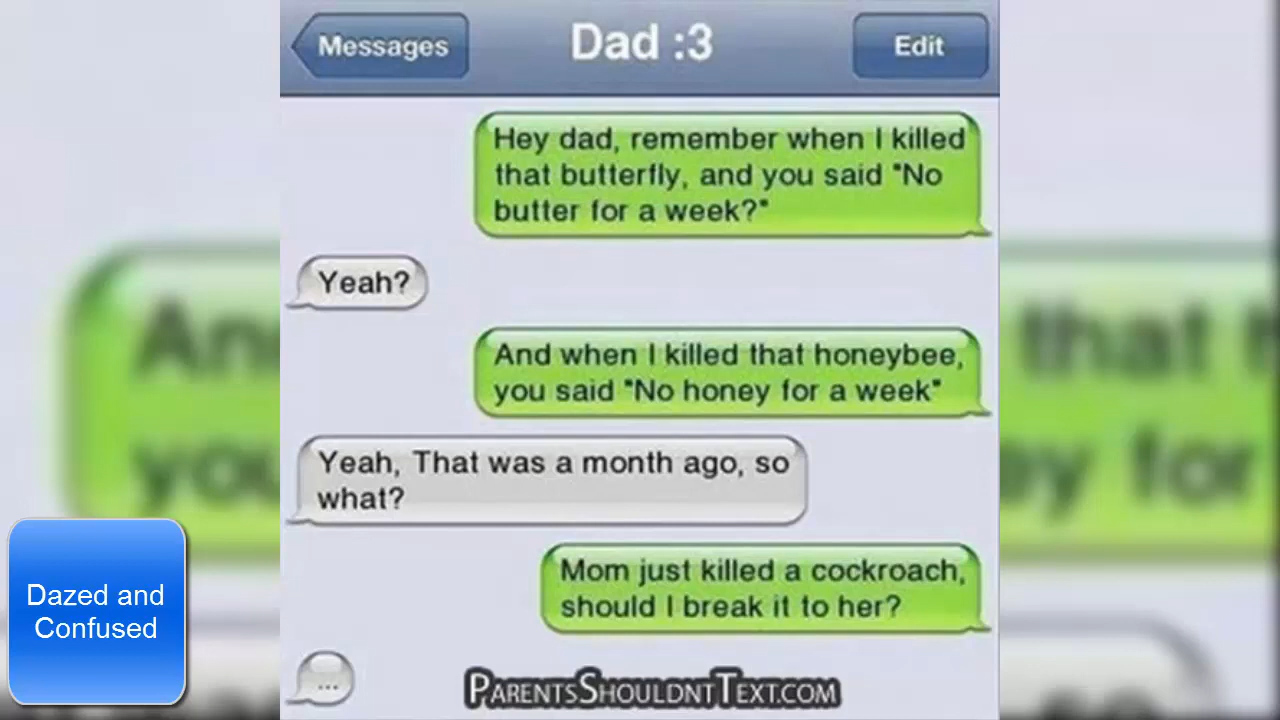 Messages
Dad :3
Edit
Hey dad, remember when I killed
that butterfly, and you said "No
butter for a week?"
Yeah?
And when I killed that honeybee,
you said "No honey for a week"
Yeah, That was a month ago, so
what?
Mom just killed a cockroach,
should I break it to her?
...
Dazed and
Confused
PARENTSSHOULDNTTEXT.COM